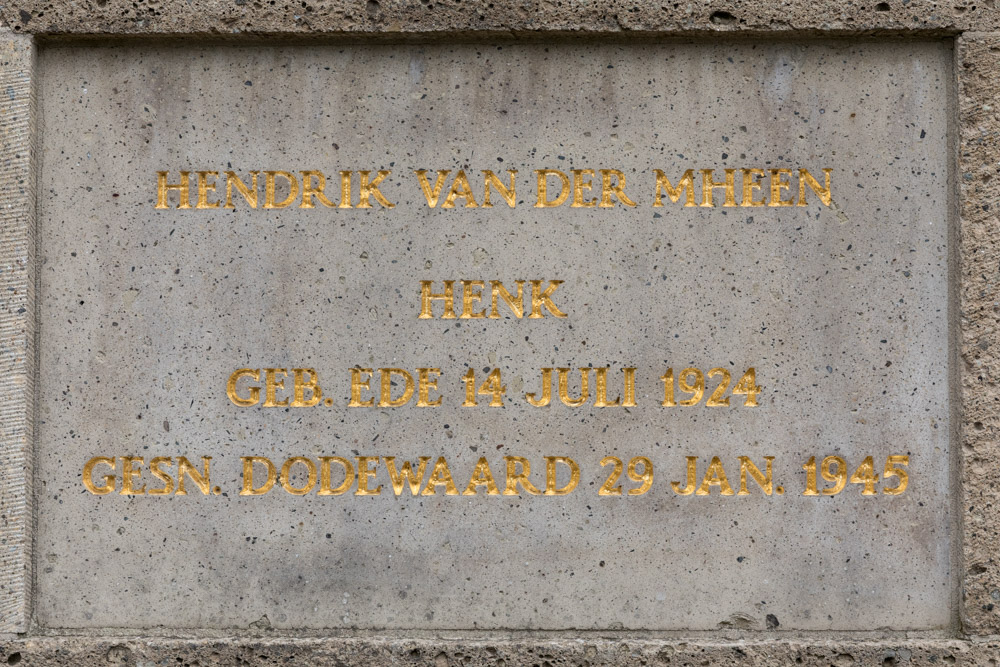 HENDRIK VAN DER MHEEN
HENK
GEB. EDE 14 JULI 1924
GESN. DODEWAARD 29 JAN. 1945